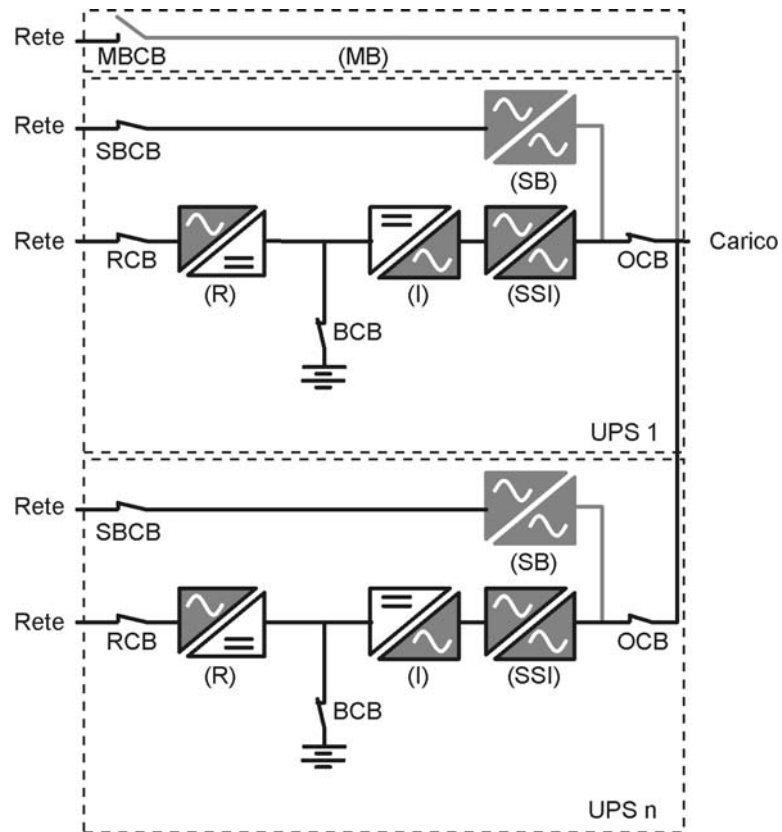 Rete
MBCB
(MB)
Rete
SBCB
(SB)
Rete
RCB
(R)
(I)
(SSI)
OCB
Carico
BCB
UPS 1
Rete
SBCB
(SB)
Rete
RCB
(R)
(I)
(SSI)
OCB
BCB
UPS n